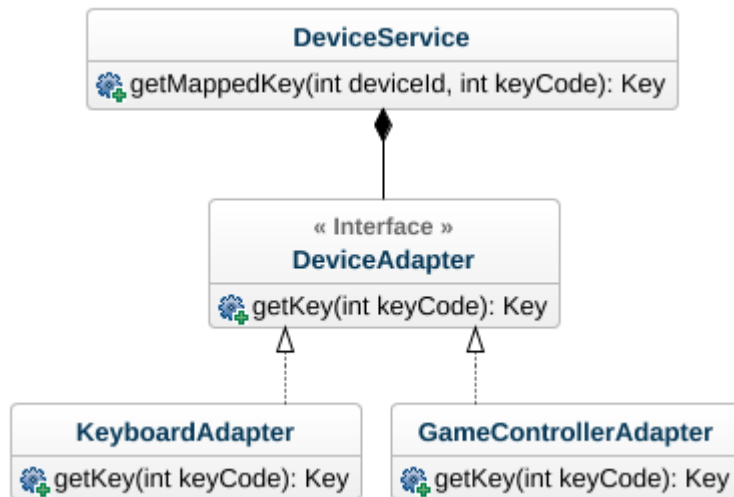 DeviceService
getMappedKey(int deviceId, int keyCode): Key
« Interface »
DeviceAdapter
getKey(int keyCode): Key
KeyboardAdapter
getKey(int keyCode): Key
GameControllerAdapter
getKey(int keyCode): Key